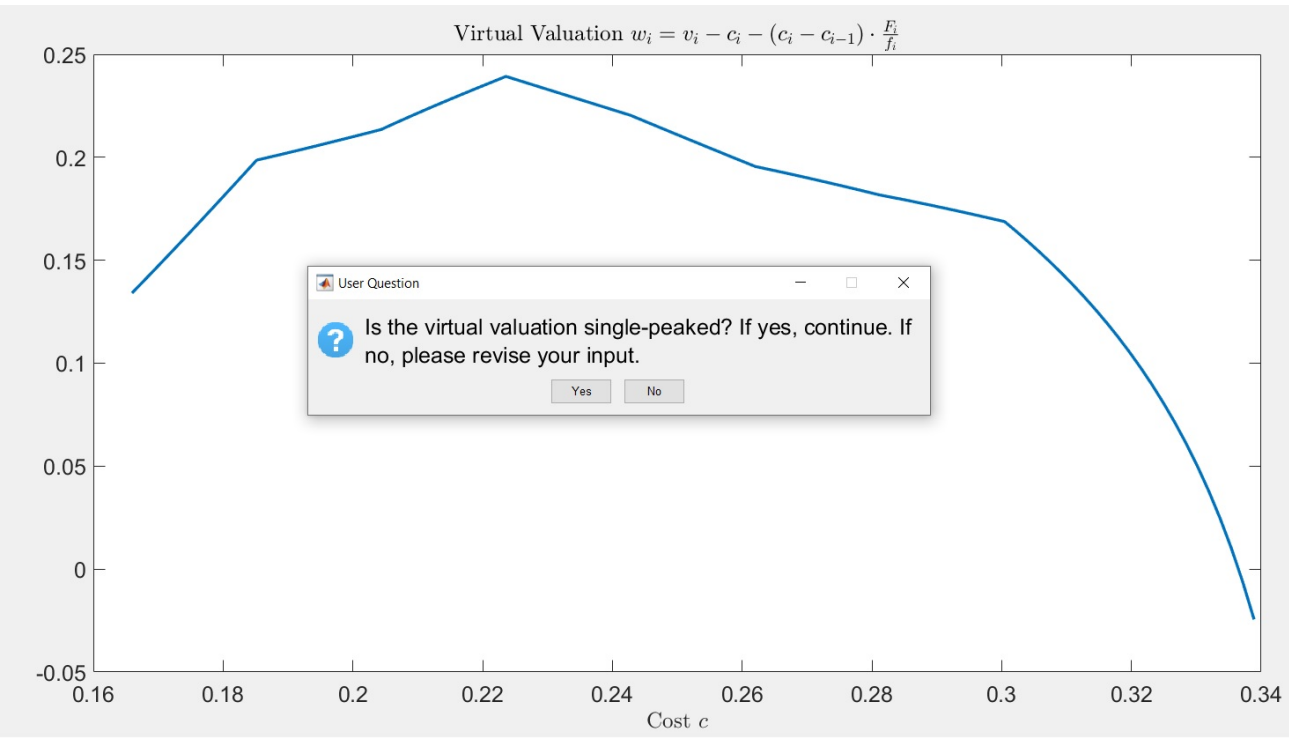 Virtual Valuation $w_i = v_i - c_i - (c_i - c_{i-1}) \cdot \frac{F_i}{f_i}$
0.25
0.2
0.15
0.1
0.05
0
-0.05
User Question
Is the virtual valuation single-peaked? If yes, continue. If
no, please revise your input.
Yes No
0.16 0.18 0.2 0.22 0.24 0.26 0.28 0.3 0.32 0.34
Cost c